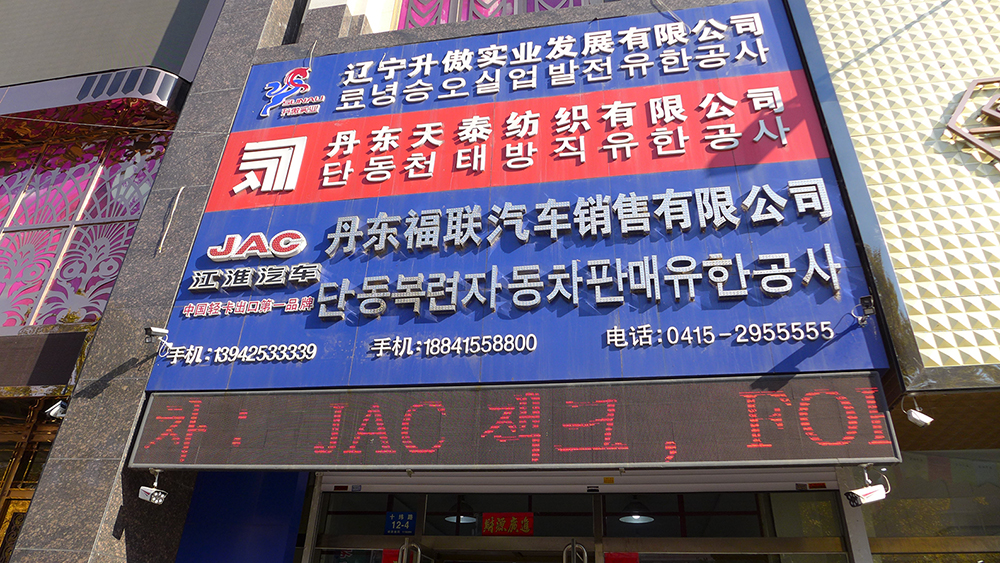 辽宁升傲实业发展有限公司
료녕승오실업발전유한공사
丹东天泰纺织有限公司
단동천태방직유한공사
丹东福联汽车销售有限公司
JAC
江淮汽车
단동복련자동차판매유한공사
中国轻卡出口第一品牌
手机:13942533339
手机:18841558800
电话:0415-2955555
차: JAC 잭크, FO
十纬路
12-4